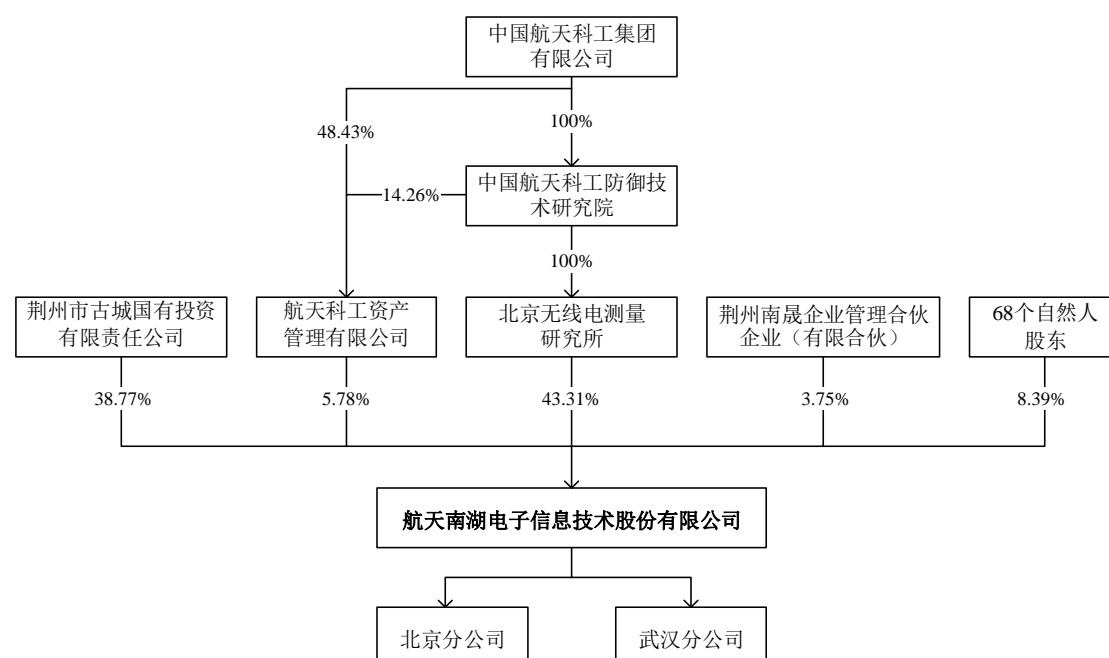 中国航天科工集团
有限公司
48.43%
100%
14.26%
中国航天科工防御技
术研究院
100%
荆州市古城国有投资
有限责任公司
航天科工资产
管理有限公司
北京无线电测量
研究所
荆州南晟企业管理合伙
企业（有限合伙）
68个自然人
股东
38.77%
5.78%
43.31%
3.75%
8.39%
航天南湖电子信息技术股份有限公司
北京分公司
武汉分公司